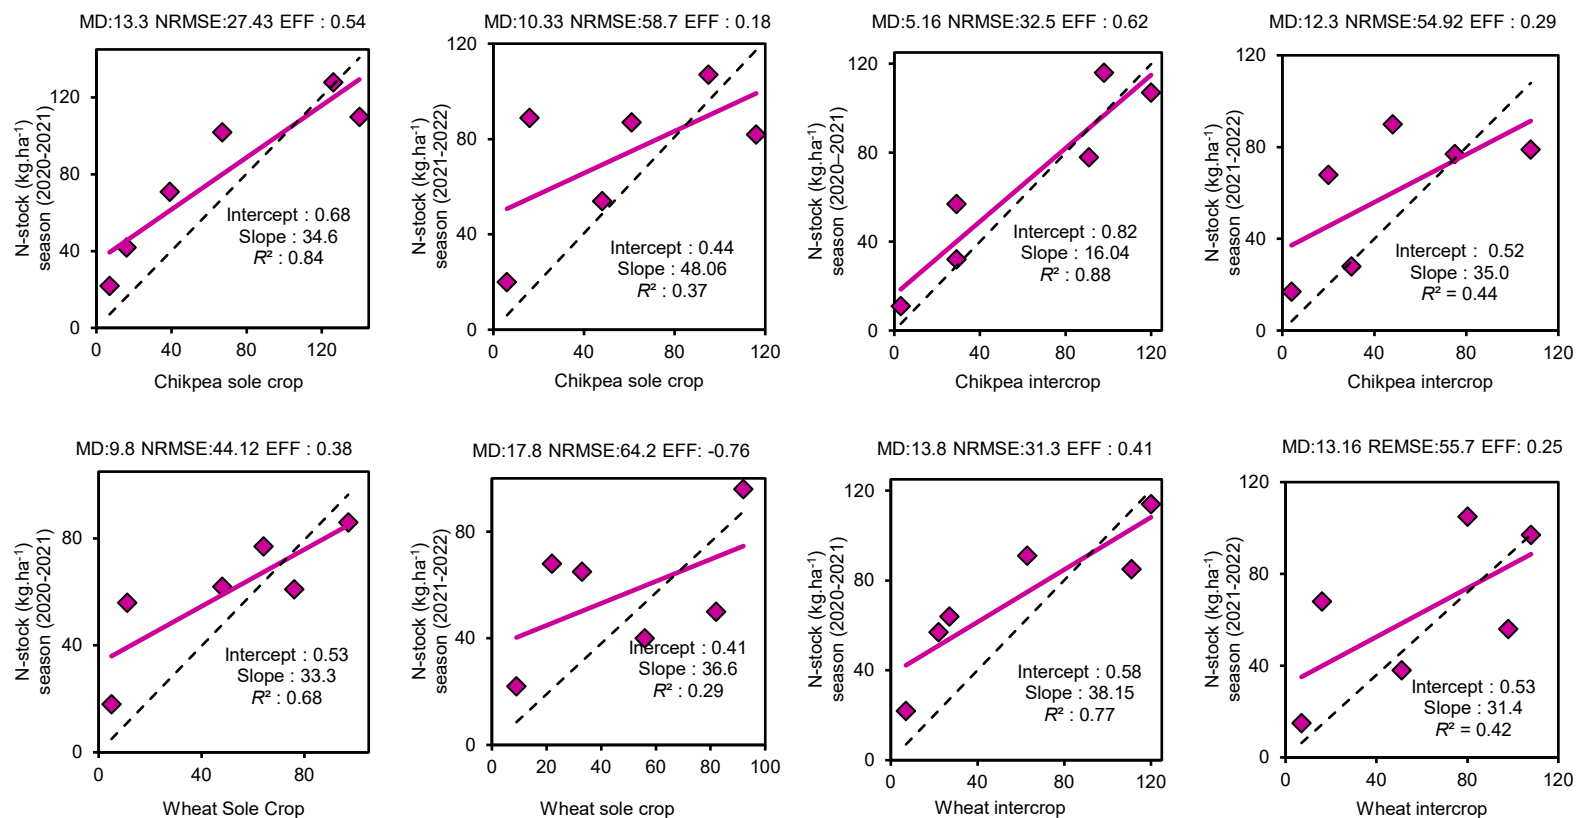 MD:13.3 NRMSE:27.43 EFF : 0.54
N-stock (kg.ha⁻¹)
season (2020-2021)
120
80
40
0
Intercept : 0.68
Slope : 34.6
R² : 0.84
0 40 80 120
Chikpea sole crop
MD:10.33 NRMSE:58.7 EFF : 0.18
N-stock (kg.ha⁻¹)
season (2021-2022)
120
80
40
0
Intercept : 0.44
Slope : 48.06
R² : 0.37
0 40 80 120
Chikpea sole crop
MD:5.16 NRMSE:32.5 EFF : 0.62
N-stock (kg.ha⁻¹)
season (2020–2021)
120
80
40
0
Intercept : 0.82
Slope : 16.04
R² : 0.88
0 40 80 120
Chikpea intercrop
MD:12.3 NRMSE:54.92 EFF : 0.29
N-stock (kg.ha⁻¹)
season (2021-2022)
120
80
40
0
Intercept : 0.52
Slope : 35.0
R² = 0.44
0 40 80 120
Chikpea intercrop
MD:9.8 NRMSE:44.12 EFF : 0.38
N-stock (kg.ha⁻¹)
season (2020-2021)
80
40
0
Intercept : 0.53
Slope : 33.3
R² : 0.68
0 40 80
Wheat Sole Crop
MD:17.8 NRMSE:64.2 EFF: -0.76
N-stock (kg.ha⁻¹)
season (2021-2022)
80
40
0
Intercept : 0.41
Slope : 36.6
R² : 0.29
0 20 40 60 80 100
Wheat sole crop
MD:13.8 NRMSE:31.3 EFF : 0.41
N-stock (kg.ha⁻¹)
season (2020-2021)
120
80
40
0
Intercept : 0.58
Slope : 38.15
R² : 0.77
0 40 80 120
Wheat intercrop
MD:13.16 REMSE:55.7 EFF: 0.25
N-stock (kg.ha⁻¹)
season (2021-2022)
120
80
40
0
Intercept : 0.53
Slope : 31.4
R² = 0.42
0 40 80 120
Wheat intercrop